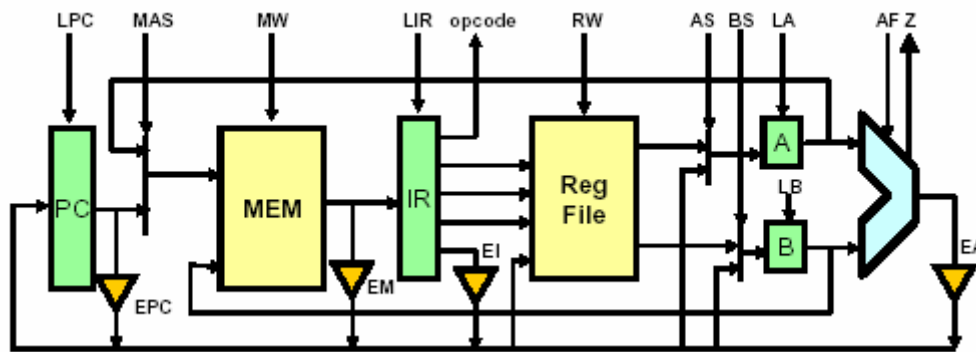 LPC MAS MW LIR opcode RW AS BS LA AF Z
A
PC MEM IR Reg
File
LB
B
EPC EM EI EA